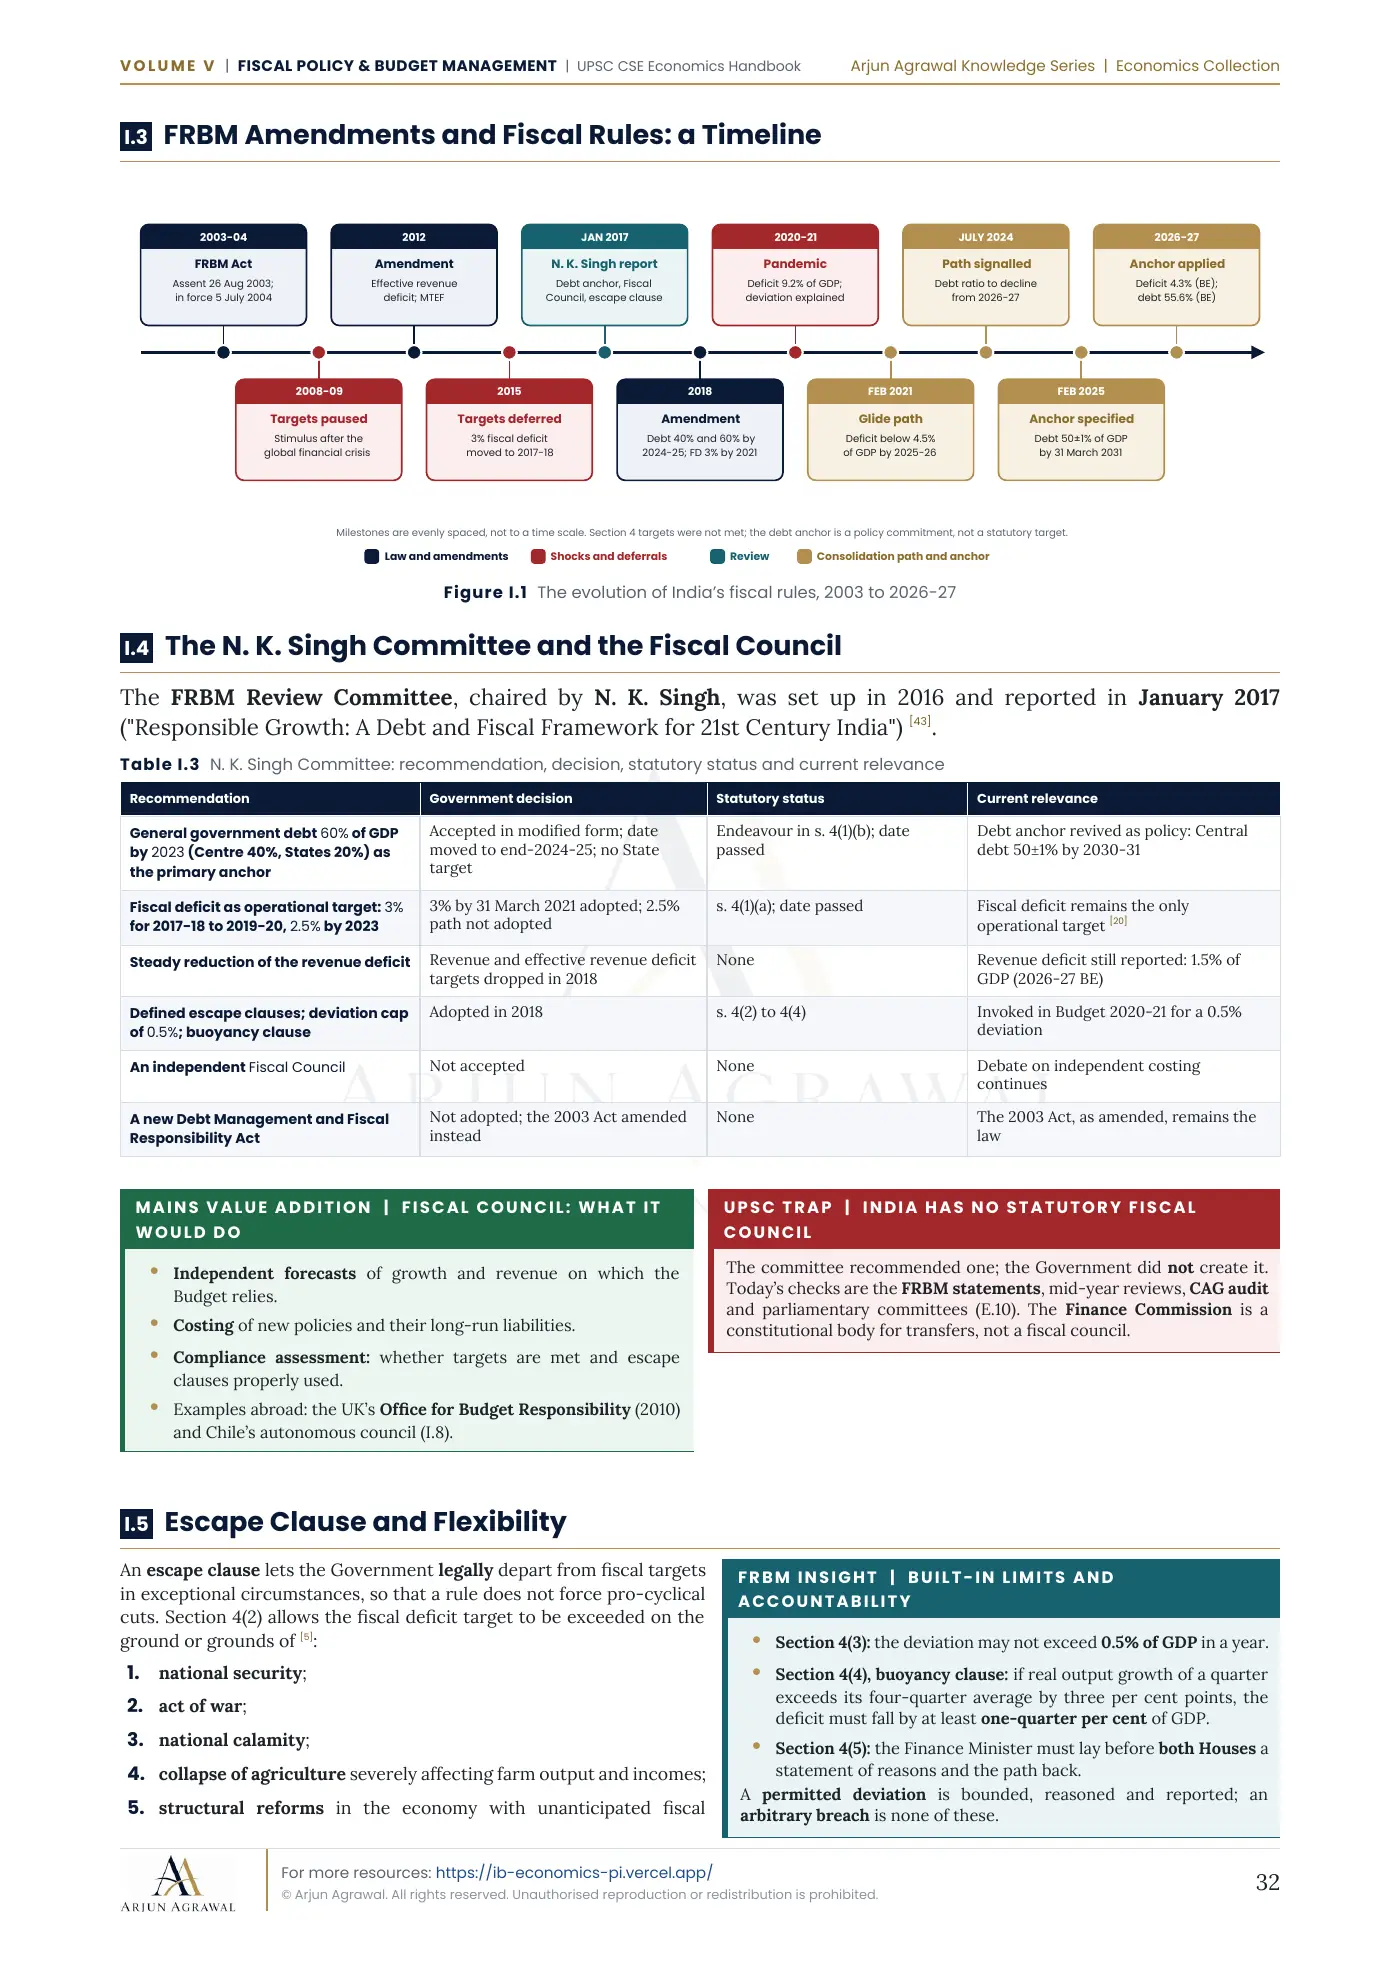 VOLUME V | FISCAL POLICY & BUDGET MANAGEMENT | UPSC CSE Economics Handbook
Arjun Agrawal Knowledge Series | Economics Collection
I.3 FRBM Amendments and Fiscal Rules: a Timeline
2003-04
FRBM Act
Assent 26 Aug 2003;
in force 5 July 2004
2012
Amendment
Effective revenue
deficit; MTEF
JAN 2017
N. K. Singh report
Debt anchor, Fiscal
Council, escape clause
2020-21
Pandemic
Deficit 9.2% of GDP;
deviation explained
JULY 2024
Path signalled
Debt ratio to decline
from 2026-27
2026-27
Anchor applied
Deficit 4.3% (BE);
debt 55.6% (BE)
2008-09
Targets paused
Stimulus after the
global financial crisis
2015
Targets deferred
3% fiscal deficit
moved to 2017-18
2018
Amendment
Debt 40% and 60% by
2024-25; FD 3% by 2021
FEB 2021
Glide path
Deficit below 4.5%
of GDP by 2025-26
FEB 2025
Anchor specified
Debt 50±1% of GDP
by 31 March 2031
Milestones are evenly spaced, not to a time scale. Section 4 targets were not met; the debt anchor is a policy commitment, not a statutory target.
Law and amendments
Shocks and deferrals
Review
Consolidation path and anchor
Figure I.1 The evolution of India's fiscal rules, 2003 to 2026-27
I.4 The N. K. Singh Committee and the Fiscal Council
The FRBM Review Committee, chaired by N. K. Singh, was set up in 2016 and reported in January 2017
("Responsible Growth: A Debt and Fiscal Framework for 21st Century India") [43].
Table I.3 N. K. Singh Committee: recommendation, decision, statutory status and current relevance
Recommendation
Government decision
Statutory status
Current relevance
General government debt 60% of GDP
by 2023 (Centre 40%, States 20%) as
the primary anchor
Accepted in modified form; date
moved to end-2024-25; no State
target
Endeavour in s. 4(1)(b); date
passed
Debt anchor revived as policy: Central
debt 50±1% by 2030-31
Fiscal deficit as operational target: 3%
for 2017-18 to 2019-20, 2.5% by 2023
3% by 31 March 2021 adopted; 2.5%
path not adopted
s. 4(1)(a); date passed
Fiscal deficit remains the only
operational target [20]
Steady reduction of the revenue deficit
Revenue and effective revenue deficit
targets dropped in 2018
None
Revenue deficit still reported: 1.5% of
GDP (2026-27 BE)
Defined escape clauses; deviation cap
of 0.5%; buoyancy clause
Adopted in 2018
s. 4(2) to 4(4)
Invoked in Budget 2020-21 for a 0.5%
deviation
An independent Fiscal Council
Not accepted
None
Debate on independent costing
continues
A new Debt Management and Fiscal
Responsibility Act
Not adopted; the 2003 Act amended
instead
None
The 2003 Act, as amended, remains the
law
ARJUN AGRAWAL
MAINS VALUE ADDITION | FISCAL COUNCIL: WHAT IT
WOULD DO
• Independent forecasts of growth and revenue on which the
Budget relies.
• Costing of new policies and their long-run liabilities.
• Compliance assessment: whether targets are met and escape
clauses properly used.
• Examples abroad: the UK's Office for Budget Responsibility (2010)
and Chile's autonomous council (I.8).
UPSC TRAP | INDIA HAS NO STATUTORY FISCAL
COUNCIL
The committee recommended one; the Government did not create it.
Today's checks are the FRBM statements, mid-year reviews, CAG audit
and parliamentary committees (E.10). The Finance Commission is a
constitutional body for transfers, not a fiscal council.
I.5 Escape Clause and Flexibility
An escape clause lets the Government legally depart from fiscal targets
in exceptional circumstances, so that a rule does not force pro-cyclical
cuts. Section 4(2) allows the fiscal deficit target to be exceeded on the
ground or grounds of [5]:
1. national security;
2. act of war;
3. national calamity;
4. collapse of agriculture severely affecting farm output and incomes;
5. structural reforms in the economy with unanticipated fiscal
FRBM INSIGHT | BUILT-IN LIMITS AND
ACCOUNTABILITY
• Section 4(3): the deviation may not exceed 0.5% of GDP in a year.
• Section 4(4), buoyancy clause: if real output growth of a quarter
exceeds its four-quarter average by three per cent points, the
deficit must fall by at least one-quarter per cent of GDP.
• Section 4(5): the Finance Minister must lay before both Houses a
statement of reasons and the path back.
A permitted deviation is bounded, reasoned and reported; an
arbitrary breach is none of these.
ARJUN AGRAWAL
For more resources: https://ib-economics-pi.vercel.app/
© Arjun Agrawal. All rights reserved. Unauthorised reproduction or redistribution is prohibited.
32